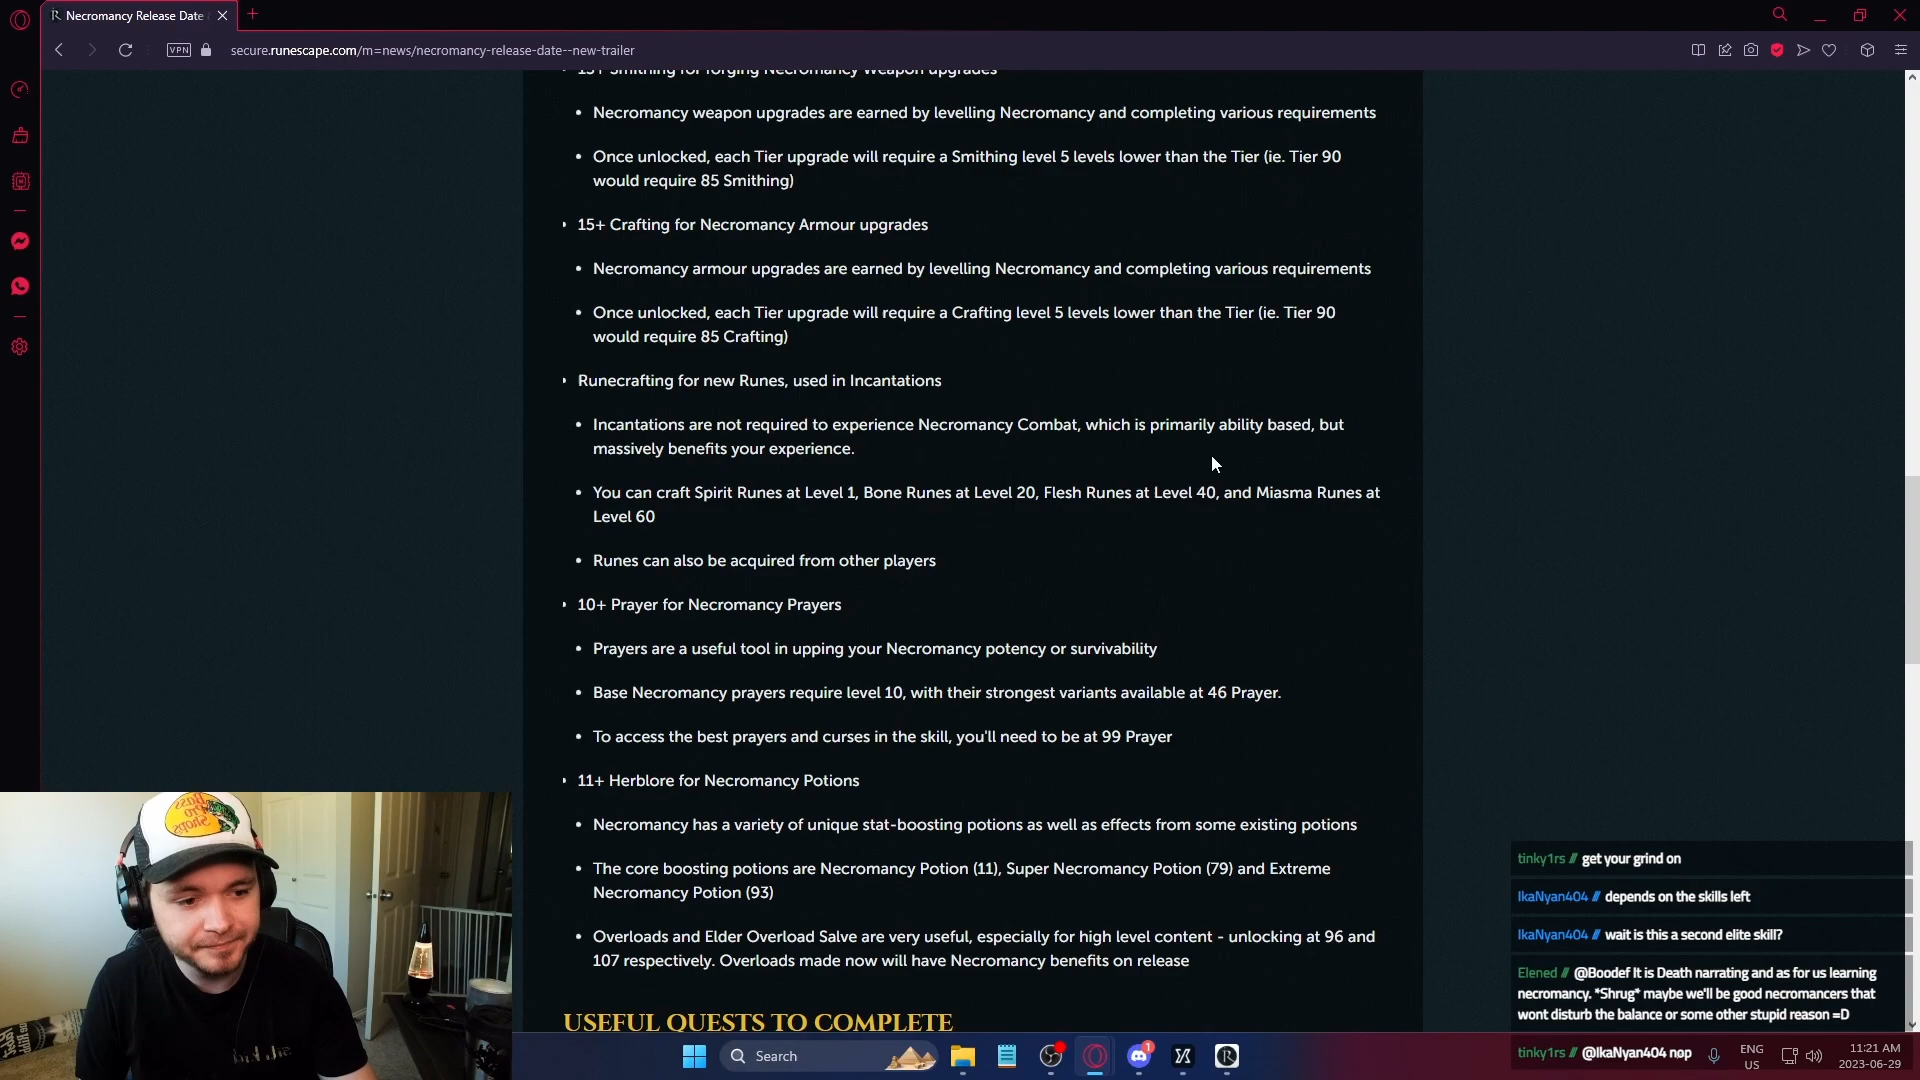 Necromancy Release Date
secure.runescape.com/m=news/necromancy-release-date--new-trailer
VPN
15+ Smithing for forging Necromancy Weapon upgrades
• Necromancy weapon upgrades are earned by levelling Necromancy and completing various requirements
• Once unlocked, each Tier upgrade will require a Smithing level 5 levels lower than the Tier (ie. Tier 90
would require 85 Smithing)
15+ Crafting for Necromancy Armour upgrades
• Necromancy armour upgrades are earned by levelling Necromancy and completing various requirements
• Once unlocked, each Tier upgrade will require a Crafting level 5 levels lower than the Tier (ie. Tier 90
would require 85 Crafting)
Runecrafting for new Runes, used in Incantations
• Incantations are not required to experience Necromancy Combat, which is primarily ability based, but
massively benefits your experience.
• You can craft Spirit Runes at Level 1, Bone Runes at Level 20, Flesh Runes at Level 40, and Miasma Runes at
Level 60
• Runes can also be acquired from other players
10+ Prayer for Necromancy Prayers
• Prayers are a useful tool in upping your Necromancy potency or survivability
• Base Necromancy prayers require level 10, with their strongest variants available at 46 Prayer.
• To access the best prayers and curses in the skill, you'll need to be at 99 Prayer
11+ Herblore for Necromancy Potions
• Necromancy has a variety of unique stat-boosting potions as well as effects from some existing potions
• The core boosting potions are Necromancy Potion (11), Super Necromancy Potion (79) and Extreme
Necromancy Potion (93)
• Overloads and Elder Overload Salve are very useful, especially for high level content - unlocking at 96 and
107 respectively. Overloads made now will have Necromancy benefits on release
USEFUL QUESTS TO COMPLETE
tinky1rs // get your grind on
IkaNyan404 // depends on the skills left
IkaNyan404 // wait is this a second elite skill?
Elened // @Boodef It is Death narrating and as for us learning
necromancy. *Shrug* maybe we'll be good necromancers that
wont disturb the balance or some other stupid reason =D
tinky1rs // @IkaNyan404 nop
Search
1
ENG
US
11:21 AM
2023-06-29